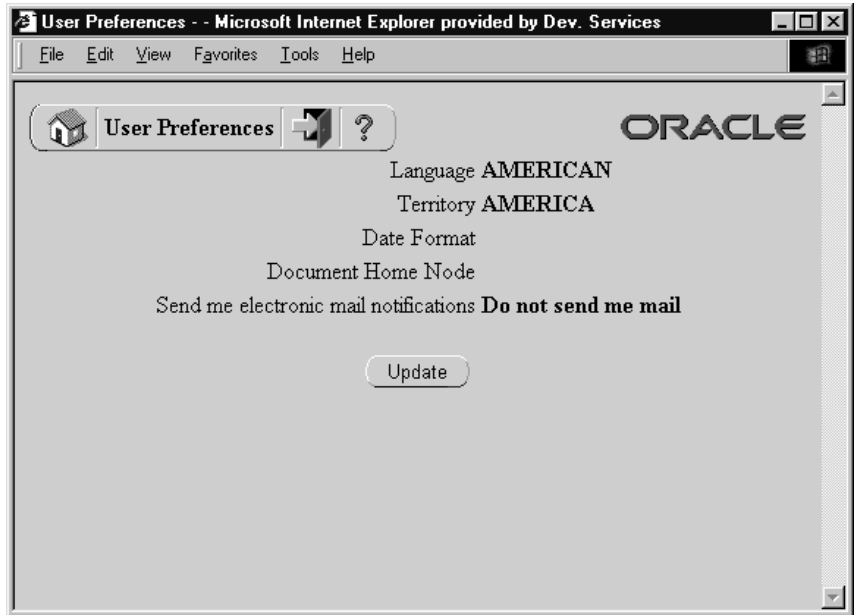 User Preferences - - Microsoft Internet Explorer provided by Dev. Services
File Edit View Favorites Tools Help
User Preferences ?
ORACLE
Language AMERICAN
Territory AMERICA
Date Format
Document Home Node
Send me electronic mail notifications Do not send me mail
Update